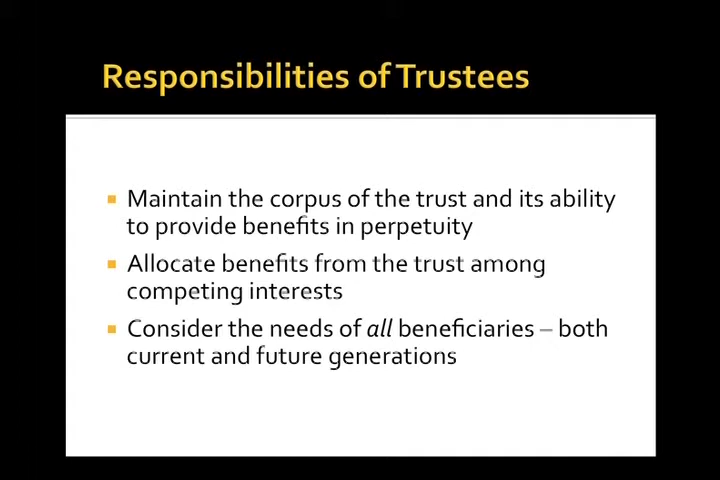 Responsibilities of Trustees
Maintain the corpus of the trust and its ability
to provide benefits in perpetuity
Allocate benefits from the trust among
competing interests
Consider the needs of all beneficiaries – both
current and future generations